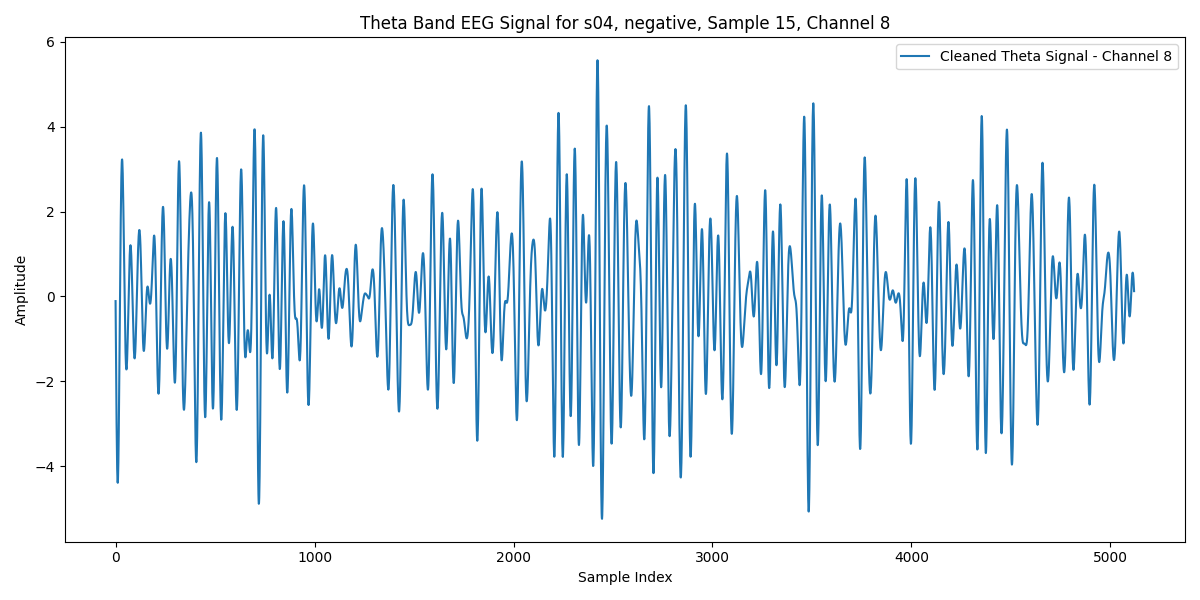 Theta Band EEG Signal for s04, negative, Sample 15, Channel 8
Cleaned Theta Signal - Channel 8
6
4
2
0
−2
−4
Amplitude
0 1000 2000 3000 4000 5000
Sample Index